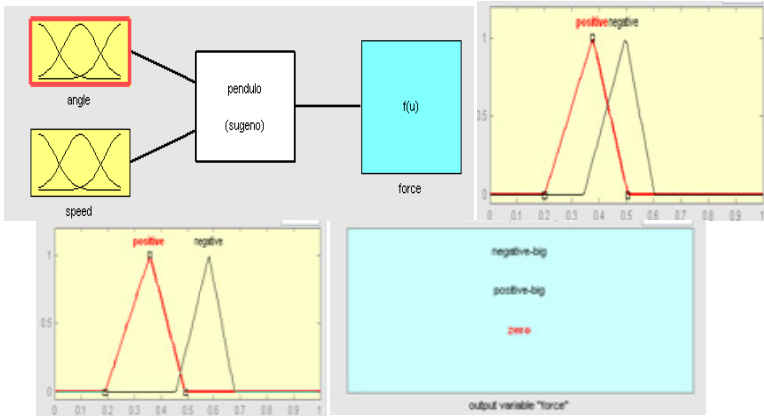 angle
speed
pendulo
(sugeno)
f(u)
force
positive negative
1
0.5
0
0 0.1 0.2 0.3 0.4 0.5 0.6 0.7 0.8 0.9 1
positive negative
1
0.5
0
0 0.1 0.2 0.3 0.4 0.5 0.6 0.7 0.8 0.9 1
negative-big
positive-big
zero
output variable "force"